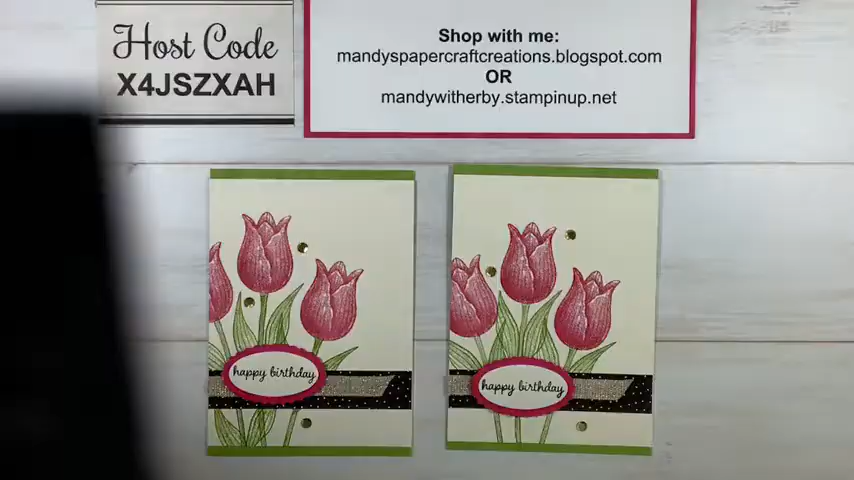 Host Code
X4JSZXAH
Shop with me:
mandyspapercraftcreations.blogspot.com
OR
mandywitherby.stampinup.net
happy birthday
happy birthday